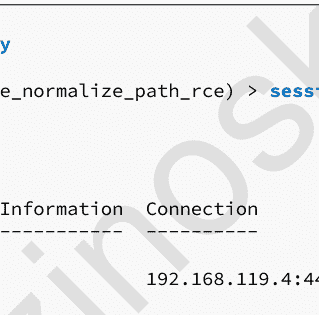 y
e_normalize_path_rce) > sess
Information  Connection
-----------  ----------
192.168.119.4:44